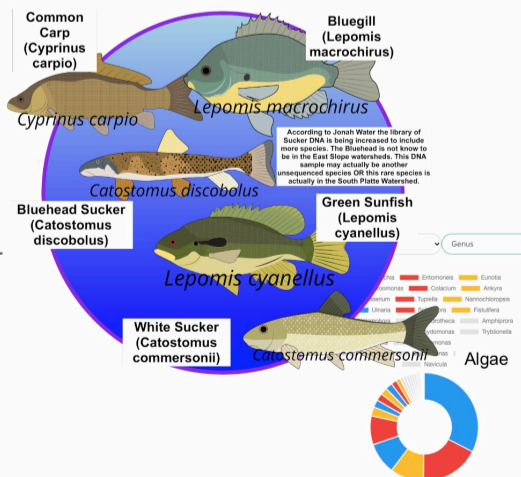 Common
Carp
(Cyprinus
carpio)
Bluegill
(Lepomis
macrochirus)
Cyprinus carpio
Lepomis macrochirus
According to Jonah Water the library of
Sucker DNA is being increased to include
more species. The Bluehead is not know to
be in the East Slope watersheds. This DNA
sample may actually be another
unsequenced species OR this rare species is
actually in the South Platte Watershed.
Catostomus discobolus
Bluehead Sucker
(Catostomus
discobolus)
Green Sunfish
(Lepomis
cyanellus)
Genus
Lepomis cyanellus
Entomoneis Eunotia
Colacium Ankyra
Tupiella Nannochloropsis
Ulnaria Fistulifera
Amphiprora
Tryblionella
White Sucker
(Catostomus
commersonii)
Catostomus commersonii
Navicula
Algae